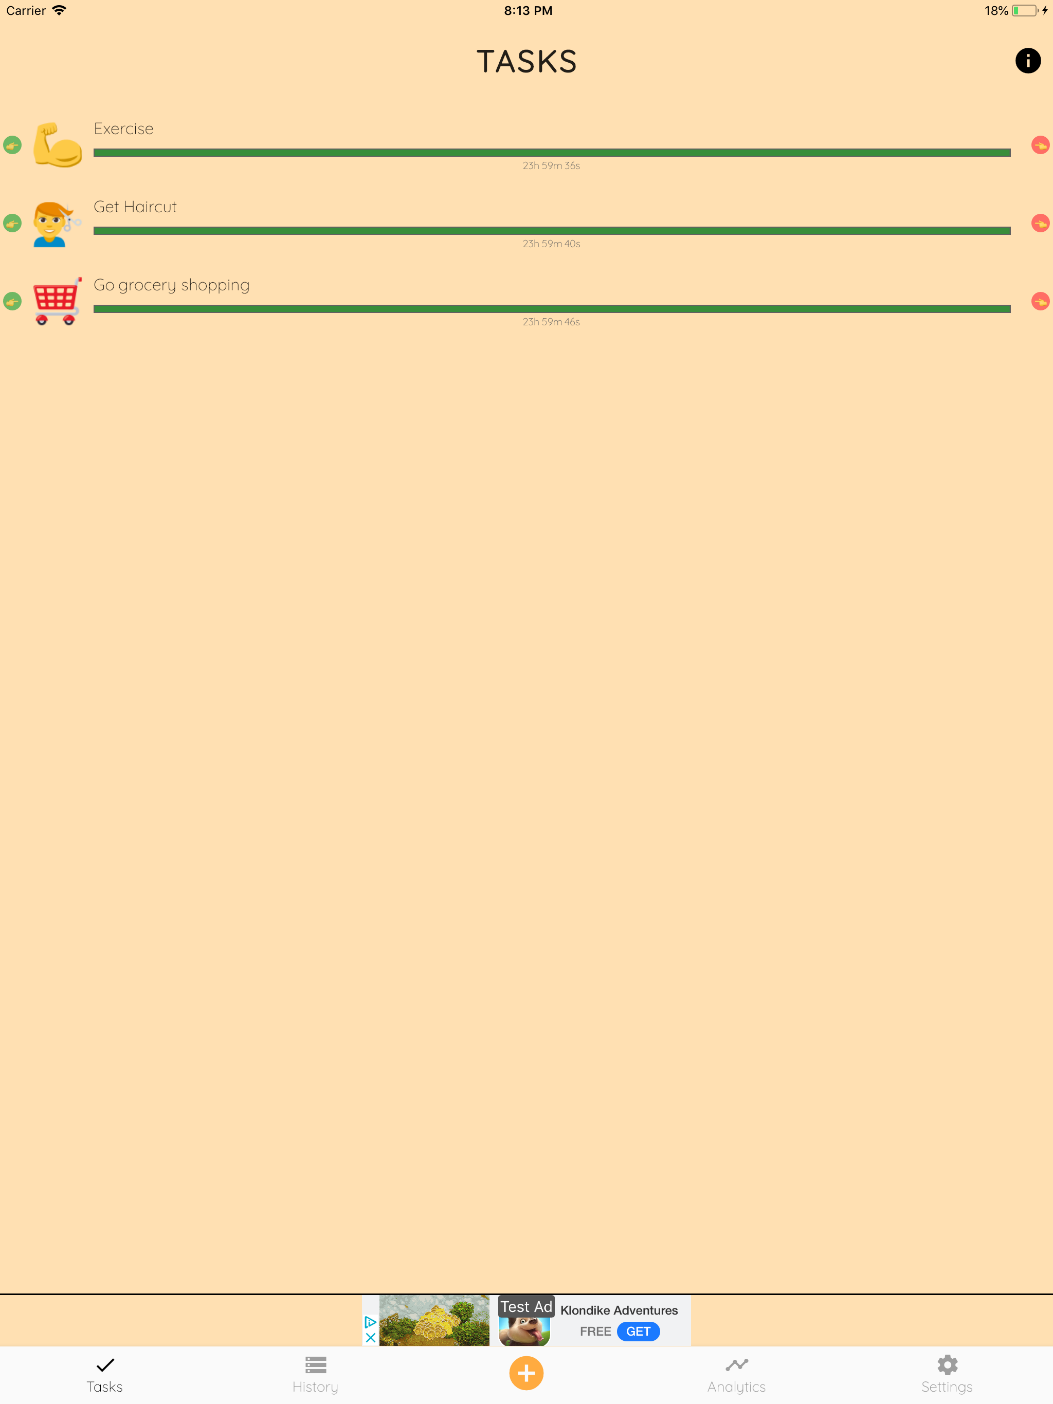 Carrier
8:13 PM
18%
TASKS
Exercise
23h 59m 36s
Get Haircut
23h 59m 40s
Go grocery shopping
23h 59m 46s
Test Ad
Klondike Adventures
FREE GET
Tasks
History
Analytics
Settings